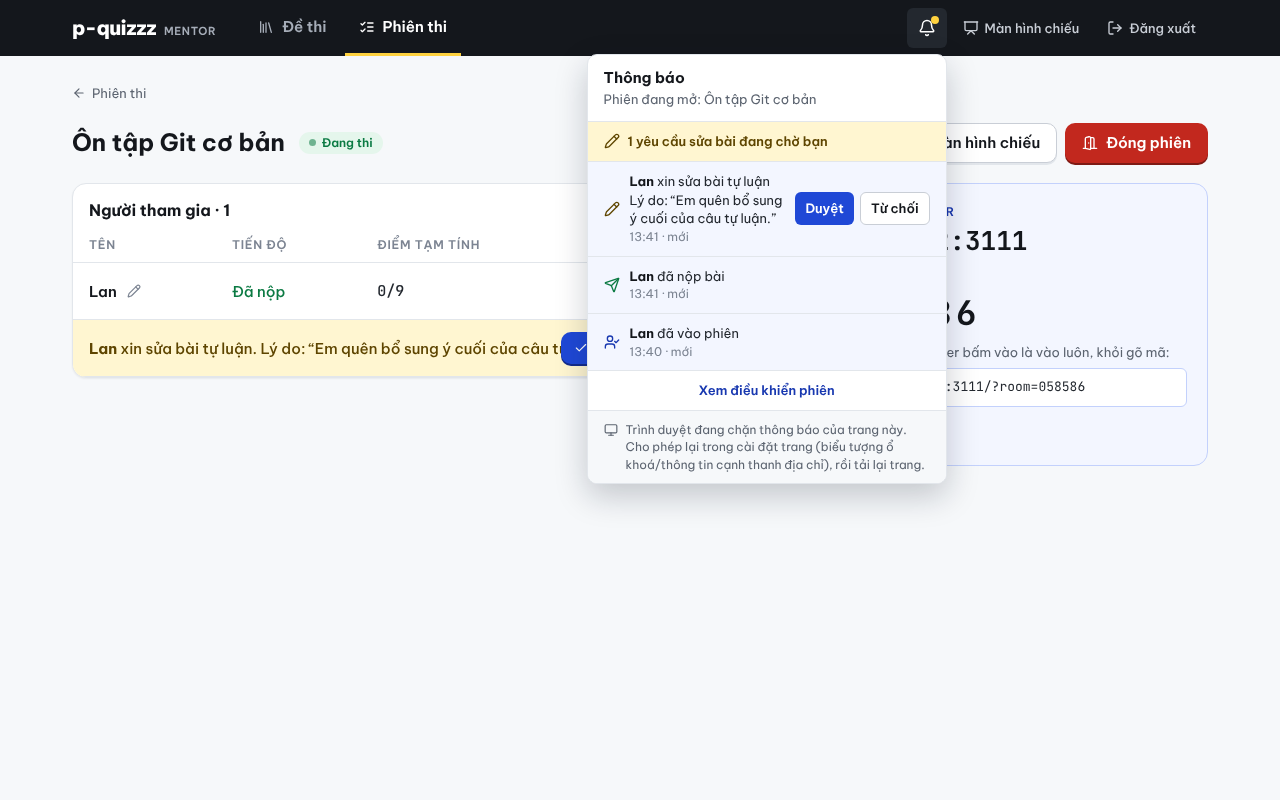 p-quizzz MENTOR
Đề thi
Phiên thi
Màn hình chiếu
Đăng xuất
Phiên thi
Ôn tập Git cơ bản
Đang thi
hình chiếu
Đóng phiên
Người tham gia · 1
TÊN
TIẾN ĐỘ
ĐIỂM TẠM TÍNH
Lan
Đã nộp
0/9
Lan xin sửa bài tự luận. Lý do: “Em quên bổ sung ý cuối của câu
Thông báo
Phiên đang mở: Ôn tập Git cơ bản
1 yêu cầu sửa bài đang chờ bạn
Lan xin sửa bài tự luận
Lý do: “Em quên bổ sung
ý cuối của câu tự luận.”
13:41 · mới
Duyệt
Từ chối
Lan đã nộp bài
13:41 · mới
Lan đã vào phiên
13:40 · mới
Xem điều khiển phiên
Trình duyệt đang chặn thông báo của trang này.
Cho phép lại trong cài đặt trang (biểu tượng ổ
khoá/thông tin cạnh thanh địa chỉ), rồi tải lại trang.
:3111
6
bấm vào là vào luôn, khỏi gõ mã:
:3111/?room=058586